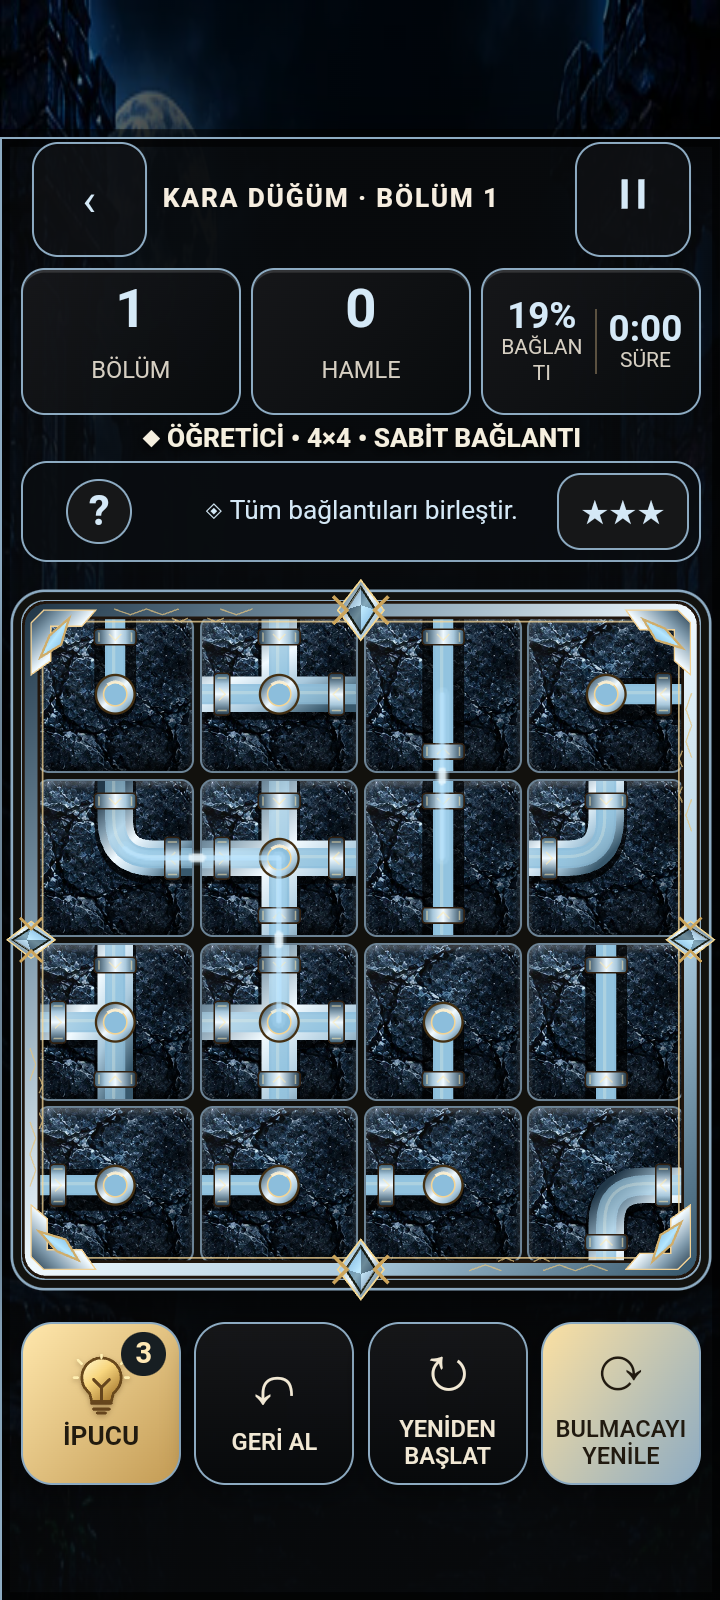 ‹
KARA DÜĞÜM · BÖLÜM 1
1
BÖLÜM
0
HAMLE
19%
BAĞLAN
TI
0:00
SÜRE
◆ ÖĞRETİCİ • 4×4 • SABİT BAĞLANTI
?
◈ Tüm bağlantıları birleştir.
★★★
3
İPUCU
GERİ AL
YENİDEN
BAŞLAT
BULMACAYI
YENİLE